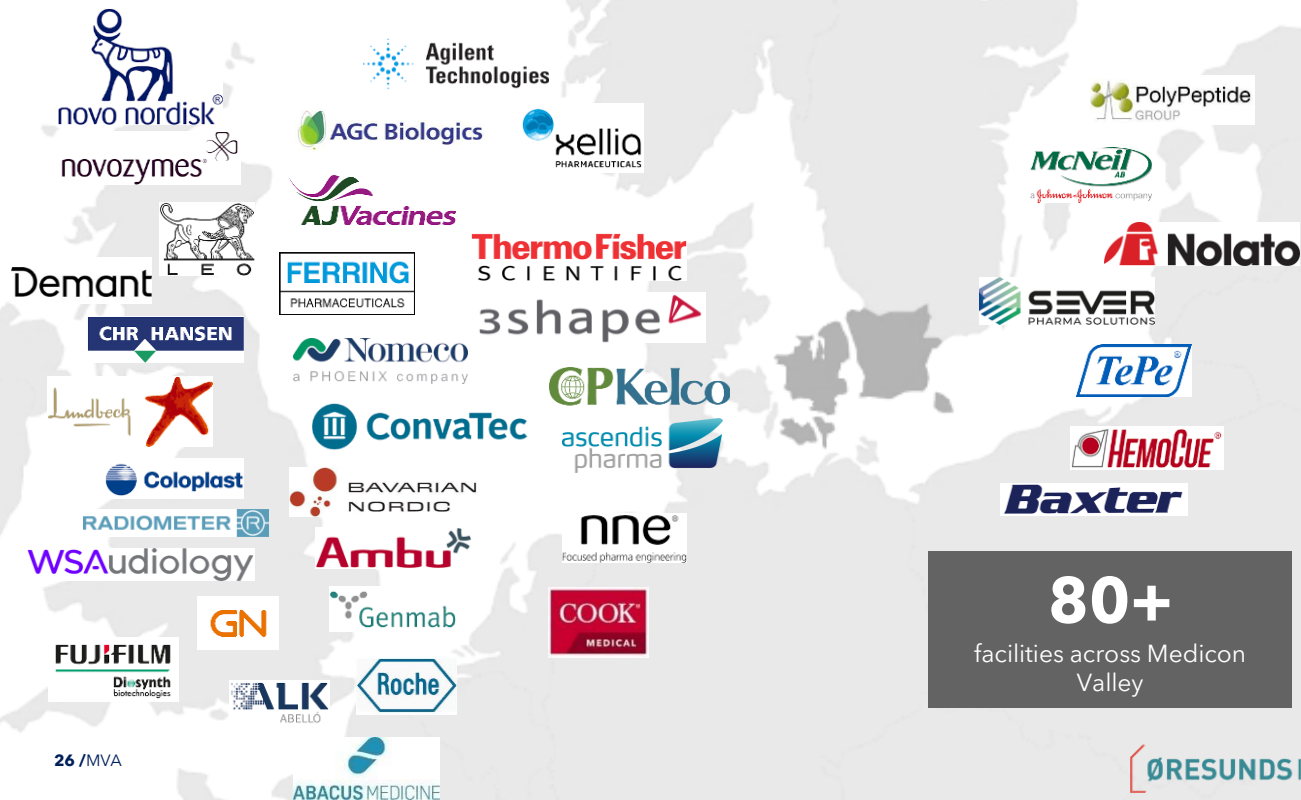 novo nordisk®
novozymes®
LEO
Demant
CHR HANSEN
Lundbeck
Coloplast
RADIOMETER R
WSAudiology
GN
FUJIFILM
Diosynth
biotechnologies
ALK
ABELLÓ
Agilent
Technologies
AGC Biologics
xellia
PHARMACEUTICALS
AJVaccines
FERRING
PHARMACEUTICALS
ThermoFisher
SCIENTIFIC
3shape
Nomeco
a PHOENIX company
CPKelco
ConvaTec
ascendis
pharma
BAVARIAN
NORDIC
nne®
Focused pharma engineering
Ambu
Genmab
COOK®
MEDICAL
Roche
ABACUS MEDICINE
PolyPeptide
GROUP
McNeil
AB
a Johnson & Johnson company
Nolato
SEVER
PHARMA SOLUTIONS
TePe®
HEMOCUE®
Baxter
80+
facilities across Medicon
Valley
26 /MVA
ØRESUNDS